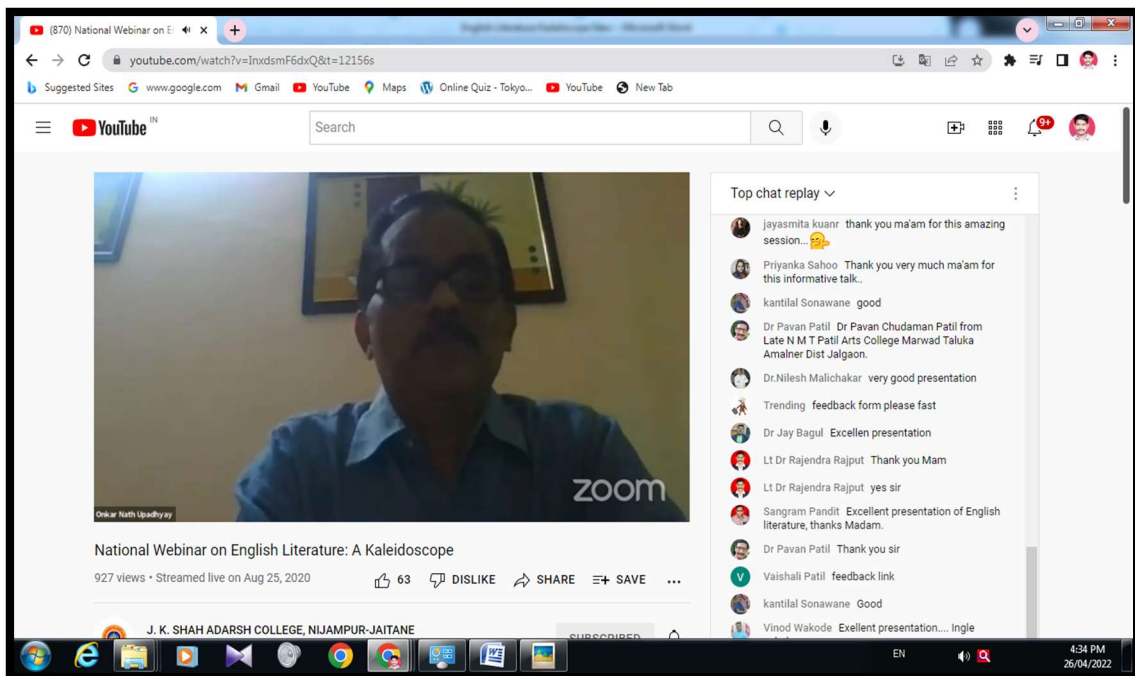 (870) National Webinar on E
English Literature Kaleidoscope New - Microsoft Word
youtube.com/watch?v=InxdsmF6dxQ&t=12156s
Suggested Sites www.google.com Gmail YouTube Maps Online Quiz - Tokyo... YouTube New Tab
YouTube IN
Search
9+
Top chat replay
jayasmita kuanr thank you ma'am for this amazing
session...
Priyanka Sahoo Thank you very much ma'am for
this informative talk..
kantilal Sonawane good
Dr Pavan Patil Dr Pavan Chudaman Patil from
Late N M T Patil Arts College Marwad Taluka
Amalner Dist Jalgaon.
Dr.Nilesh Malichakar very good presentation
Trending feedback form please fast
Dr Jay Bagul Excellen presentation
Lt Dr Rajendra Rajput Thank you Mam
Lt Dr Rajendra Rajput yes sir
Sangram Pandit Excellent presentation of English
literature, thanks Madam.
Dr Pavan Patil Thank you sir
V Vaishali Patil feedback link
kantilal Sonawane Good
Vinod Wakode Exellent presentation.... Ingle
zoom
Onkar Nath Upadhyay
National Webinar on English Literature: A Kaleidoscope
927 views • Streamed live on Aug 25, 2020
63 DISLIKE SHARE SAVE
J. K. SHAH ADARSH COLLEGE, NIJAMPUR-JAITANE
SUBSCRIBED
EN
4:34 PM
26/04/2022